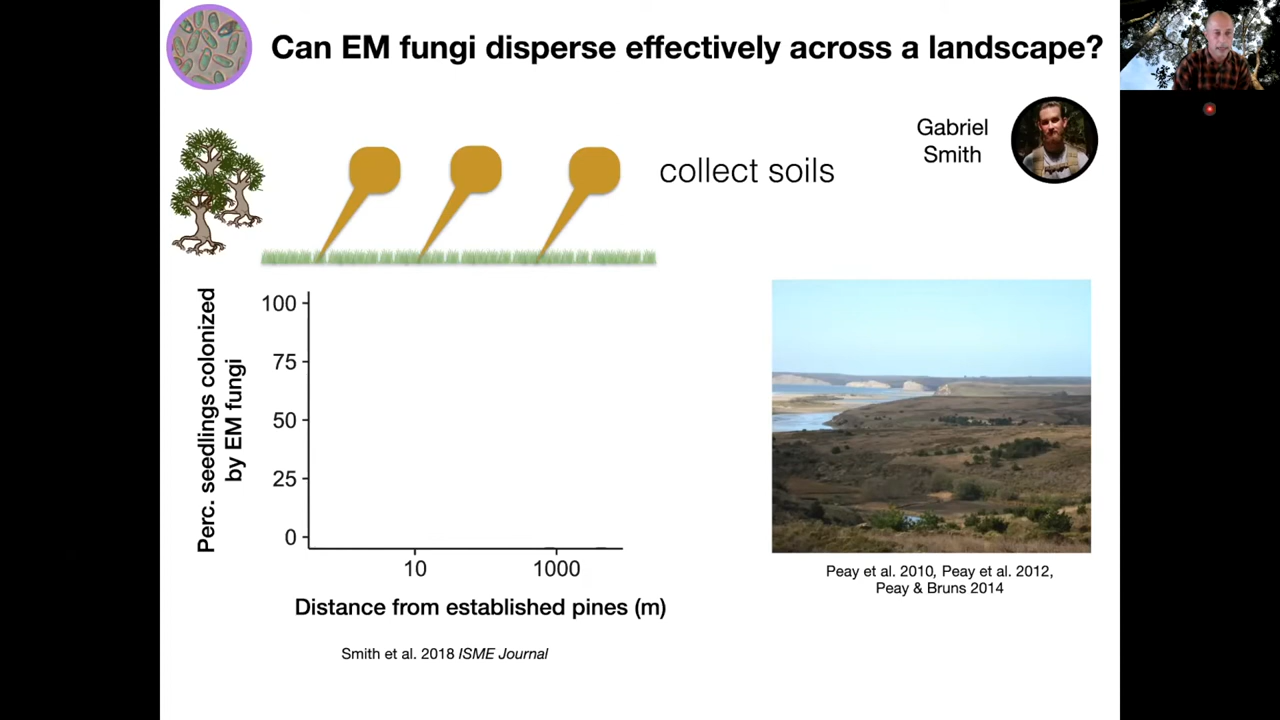 Can EM fungi disperse effectively across a landscape?
Gabriel
Smith
collect soils
Perc. seedlings colonized
by EM fungi
100
75
50
25
0
10
1000
Distance from established pines (m)
Smith et al. 2018 ISME Journal
Peay et al. 2010, Peay et al. 2012,
Peay & Bruns 2014